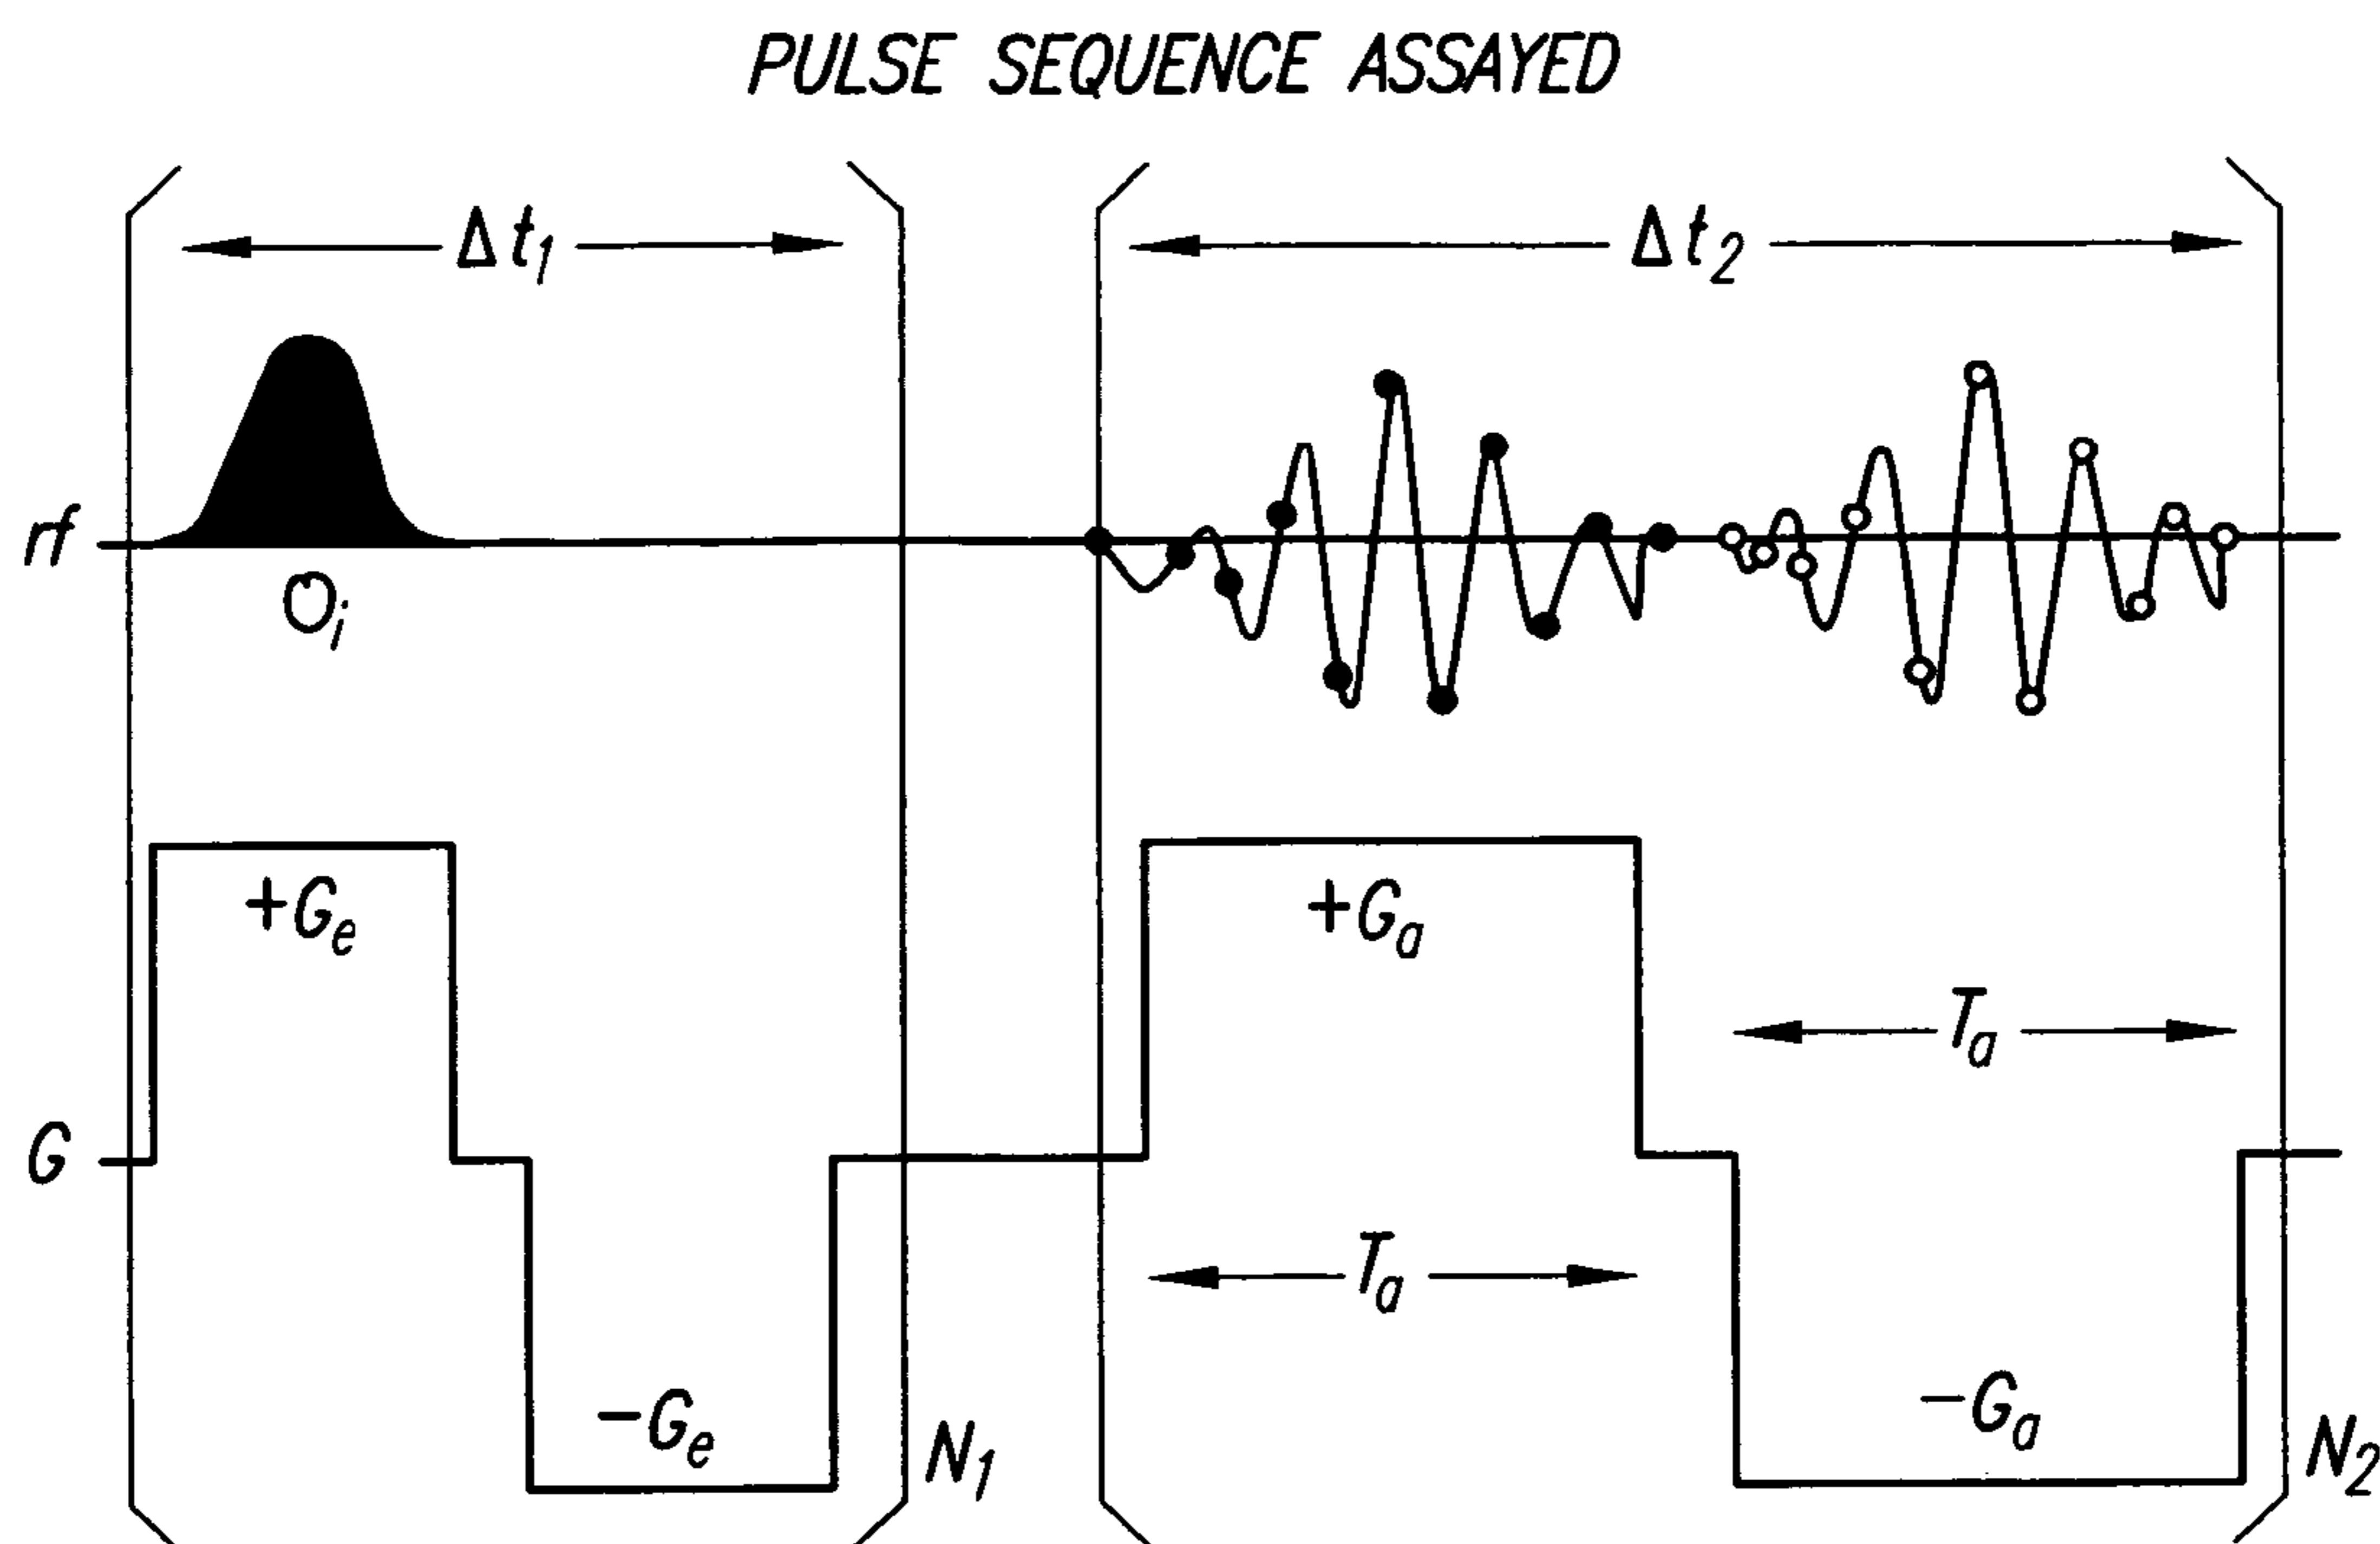 PULSE SEQUENCE ASSAYED
Δt₁ Δt₂
rf
Oᵢ
+Gₑ +Gₐ
Tₐ
G
Tₐ
-Gₑ -Gₐ
N₁ N₂